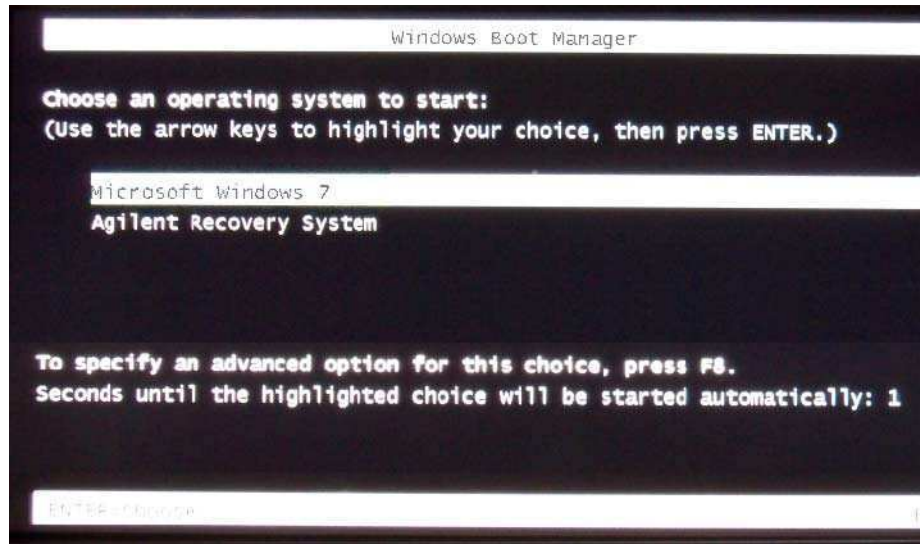 Windows Boot Manager
Choose an operating system to start:
(Use the arrow keys to highlight your choice, then press ENTER.)
Microsoft Windows 7
Agilent Recovery System
To specify an advanced option for this choice, press F8.
Seconds until the highlighted choice will be started automatically: 1
ENTER=Choose